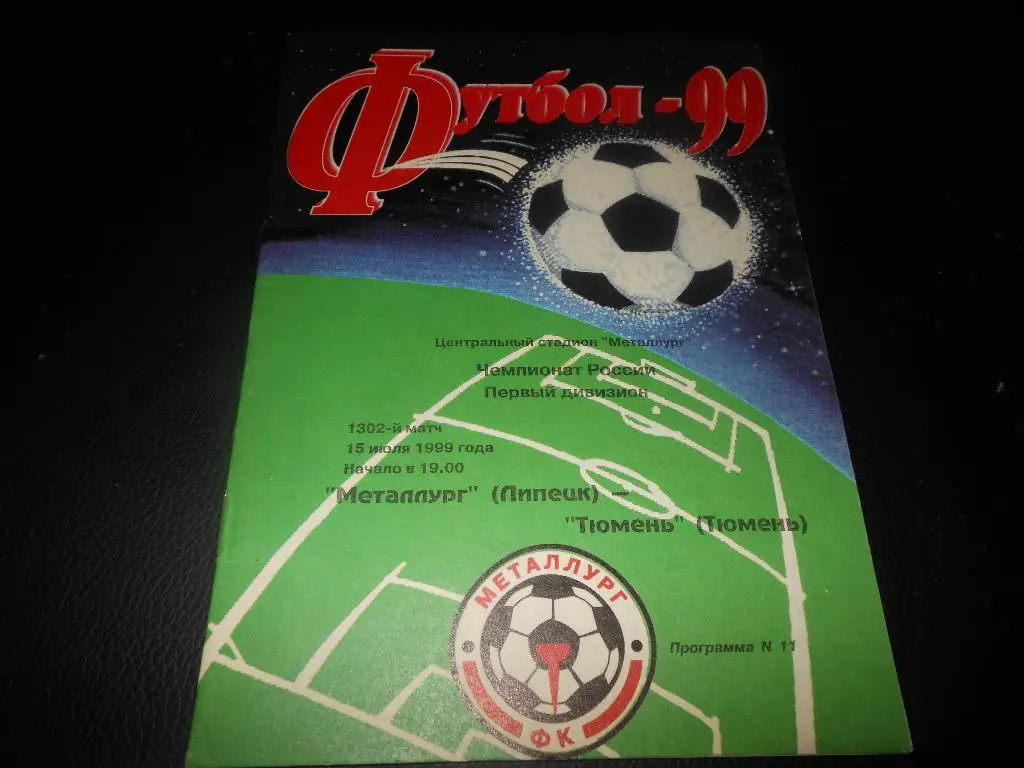 Футбол-99
Центральный стадион "Металлург"
Чемпионат России
Первый дивизион
1302-й матч
15 июля 1999 года
Начало в 19.00
"Металлург" (Липецк) –
"Тюмень" (Тюмень)
МЕТАЛЛУРГ
ФК
Программа N 11